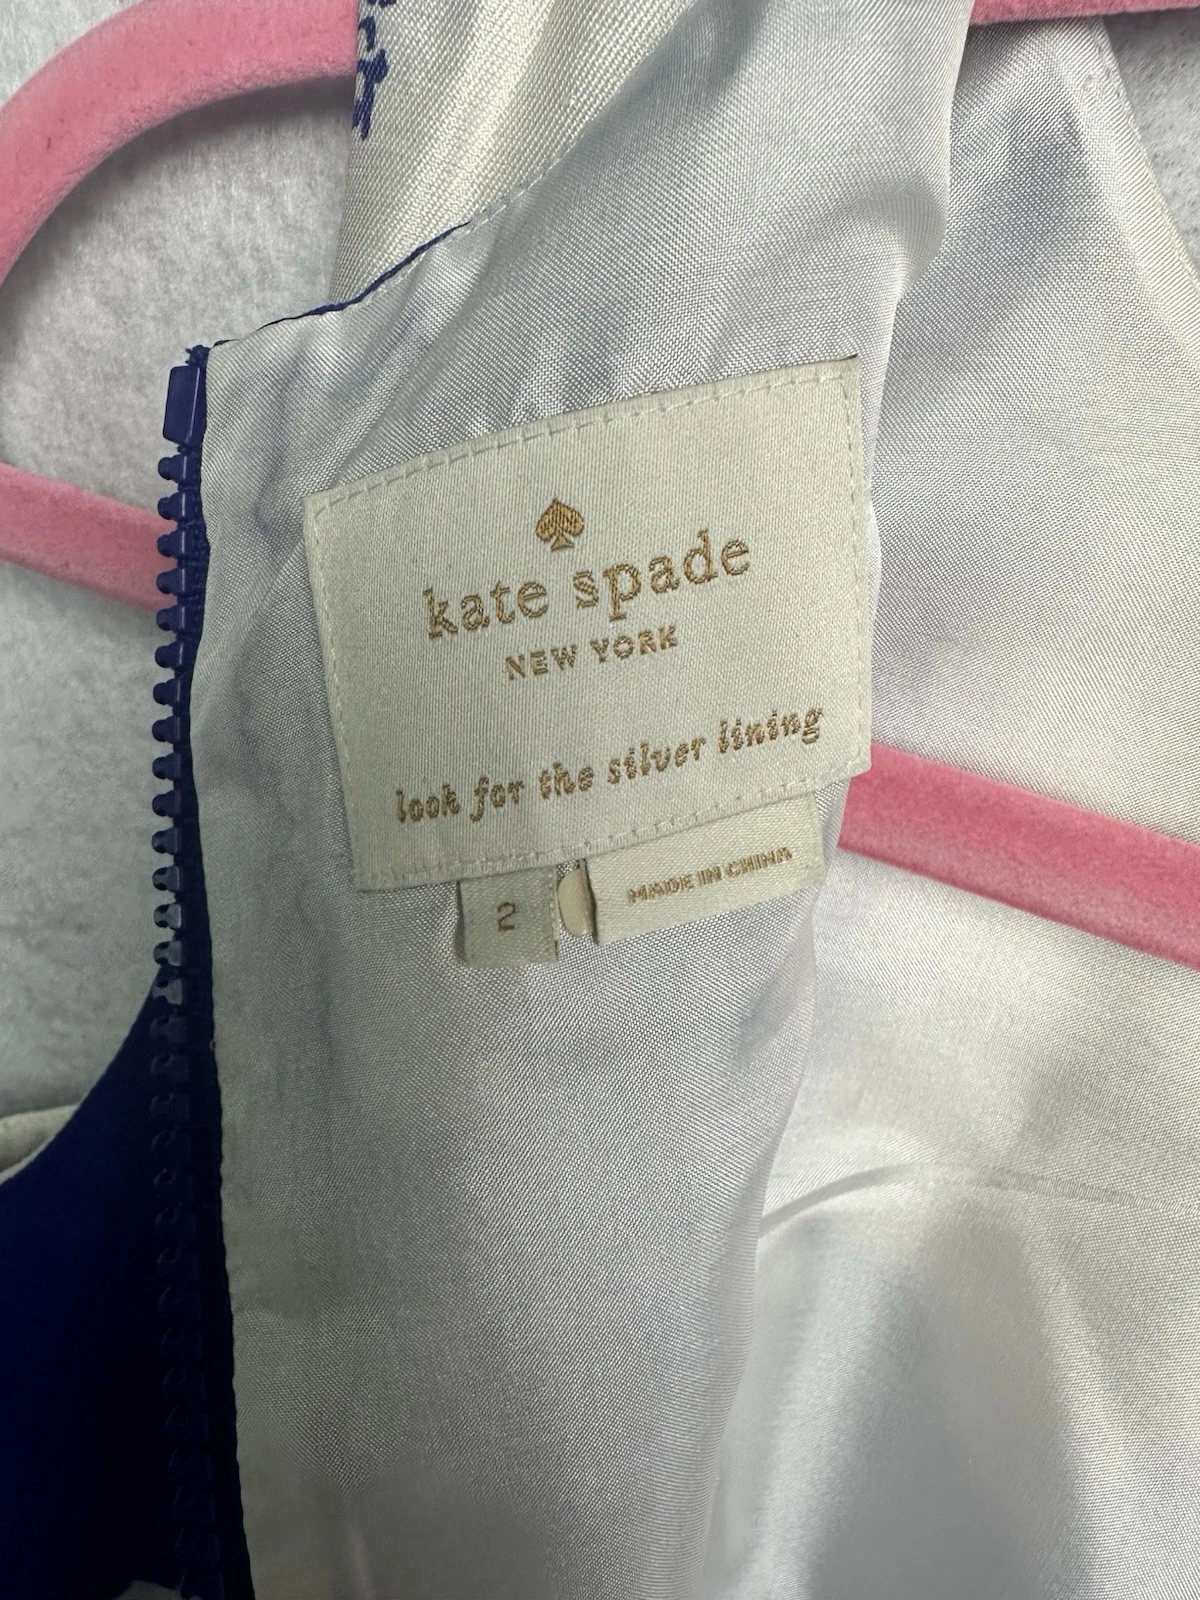 kate spade
NEW YORK
look for the silver lining
2
MADE IN CHINA